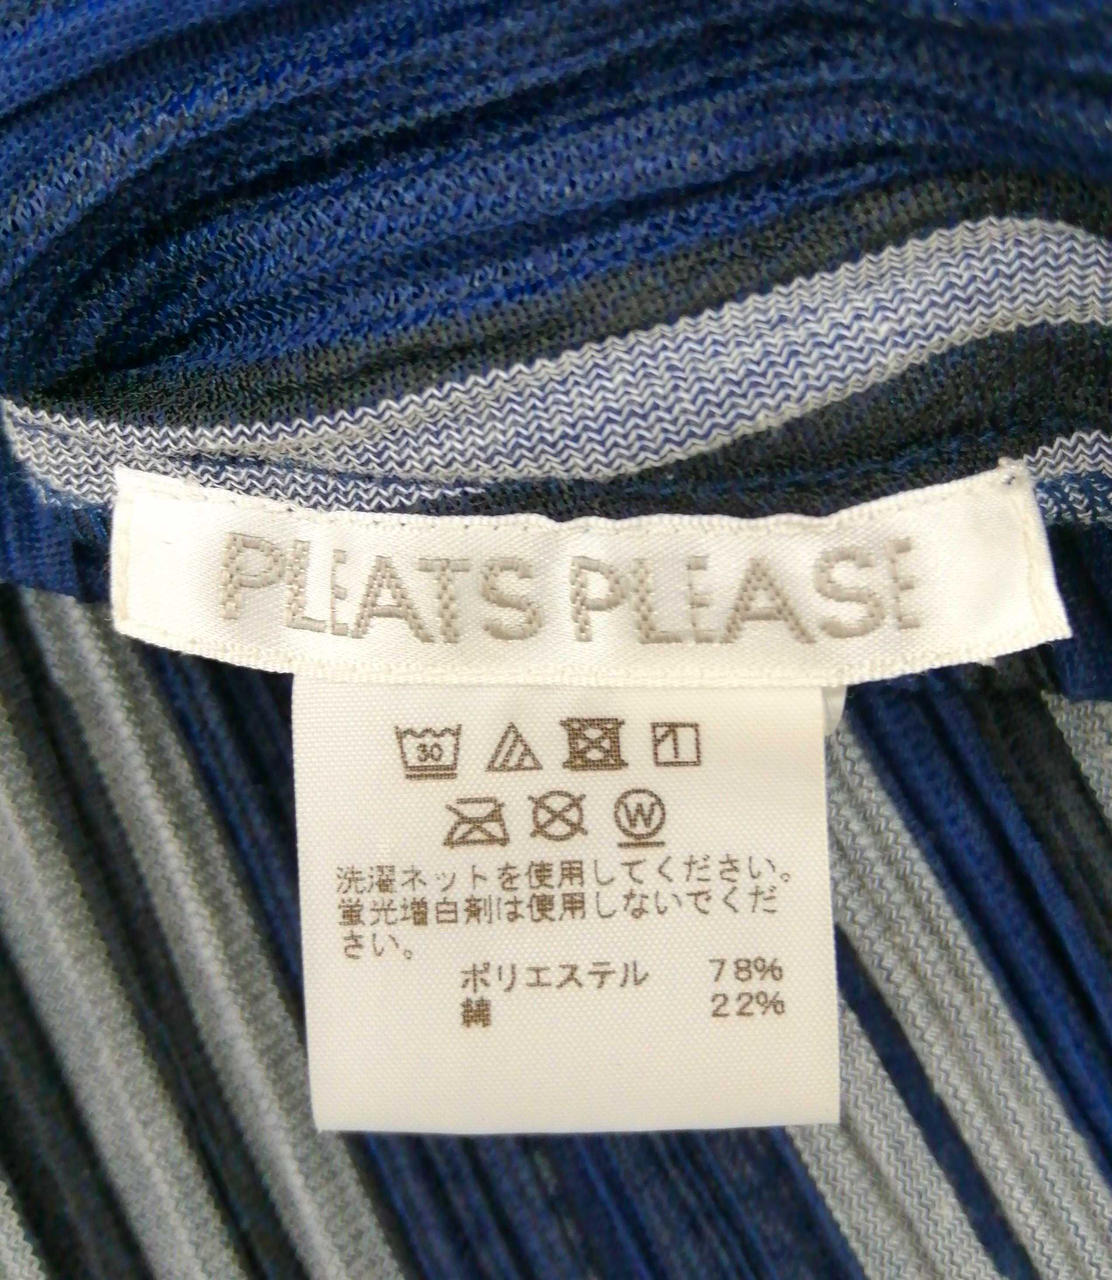 PLEATS PLEASE
30
W
洗濯ネットを使用してください。
蛍光増白剤は使用しないでくだ
さい。
ポリエステル 78%
綿 22%